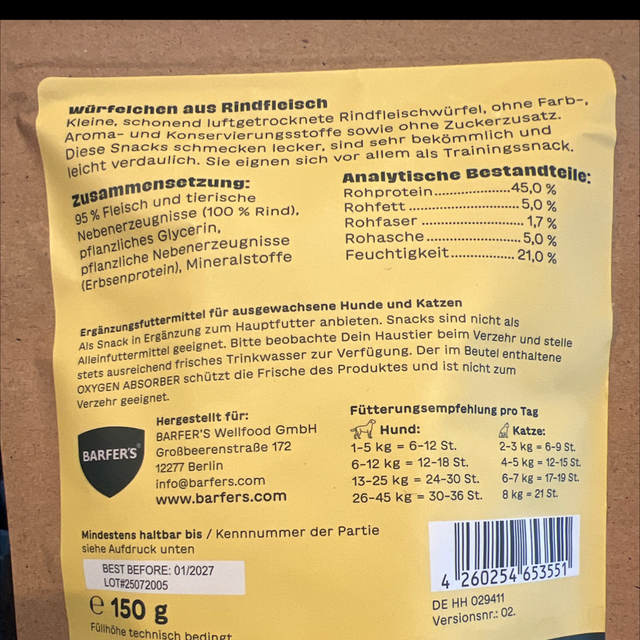 Würfelchen aus Rindfleisch
Kleine, schonend luftgetrocknete Rindfleischwürfel, ohne Farb-,
Aroma- und Konservierungsstoffe sowie ohne Zuckerzusatz.
Diese Snacks schmecken lecker, sind sehr bekömmlich und
leicht verdaulich. Sie eignen sich vor allem als Trainingssnack.
Zusammensetzung:
95 % Fleisch und tierische
Nebenerzeugnisse (100 % Rind),
pflanzliches Glycerin,
pflanzliche Nebenerzeugnisse
(Erbsenprotein), Mineralstoffe
Analytische Bestandteile:
Rohprotein....................45,0 %
Rohfett.......................... 5,0 %
Rohfaser ....................... 1,7 %
Rohasche...................... 5,0 %
Feuchtigkeit................. 21,0 %
Ergänzungsfuttermittel für ausgewachsene Hunde und Katzen
Als Snack in Ergänzung zum Hauptfutter anbieten. Snacks sind nicht als
Alleinfuttermittel geeignet. Bitte beobachte Dein Haustier beim Verzehr und stelle
stets ausreichend frisches Trinkwasser zur Verfügung. Der im Beutel enthaltene
OXYGEN ABSORBER schützt die Frische des Produktes und ist nicht zum
Verzehr geeignet.
BARFER'S®
Hergestellt für:
BARFER'S Wellfood GmbH
Großbeerenstraße 172
12277 Berlin
info@barfers.com
www.barfers.com
Fütterungsempfehlung pro Tag
Hund:
1-5 kg = 6-12 St.
6-12 kg = 12-18 St.
13-25 kg = 24-30 St.
26-45 kg = 30-36 St.
Katze:
2-3 kg = 6-9 St.
4-5 kg = 12-15 St.
6-7 kg = 17-19 St.
8 kg = 21 St.
Mindestens haltbar bis / Kennnummer der Partie
siehe Aufdruck unten
BEST BEFORE: 01/2027
LOT#25072005
℮ 150 g
Füllhöhe technisch bedingt
4 260254 653551
DE HH 029411
Versionsnr.: 02.